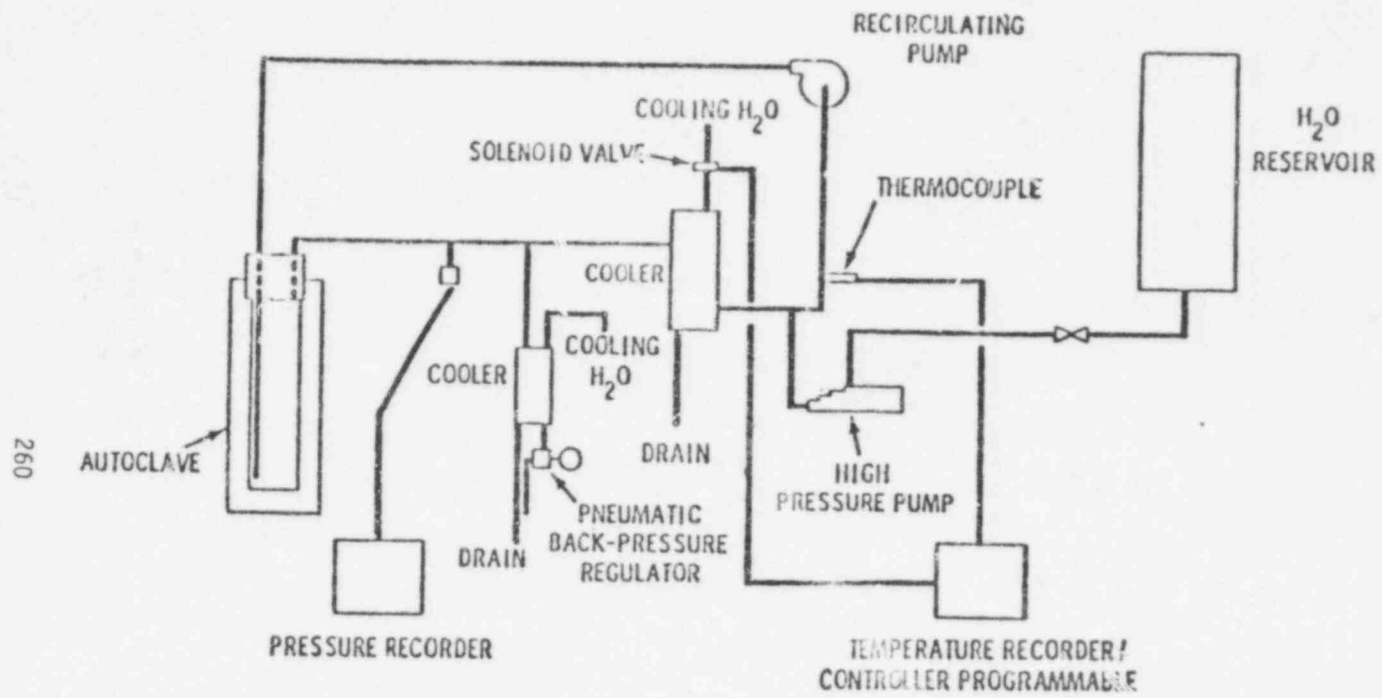 RECIRCULATING
PUMP
COOLING H₂O
SOLENOID VALVE
H₂O
RESERVOIR
THERMOCOUPLE
COOLER
COOLING
H₂O
COOLER
AUTOCLAVE
DRAIN
HIGH
PRESSURE PUMP
PNEUMATIC
BACK-PRESSURE
REGULATOR
DRAIN
PRESSURE RECORDER
TEMPERATURE RECORDER/
CONTROLLER PROGRAMMABLE
260